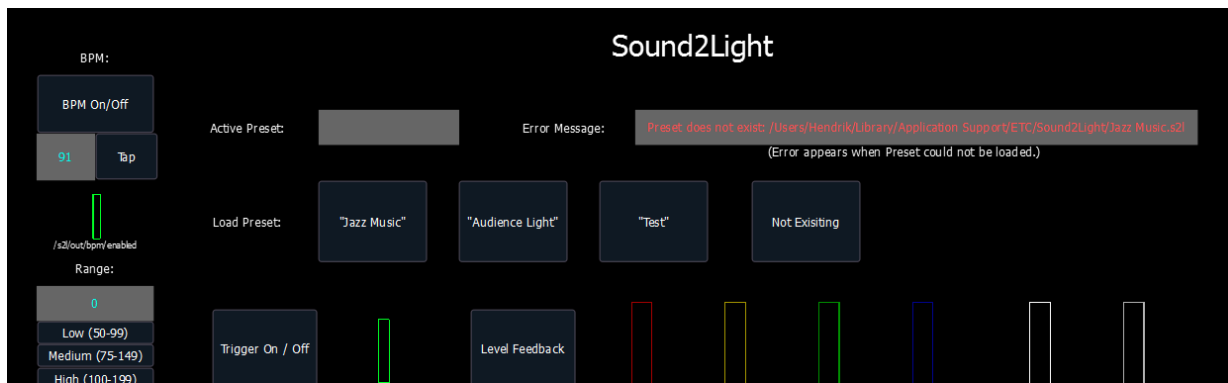 Sound2Light
BPM:
BPM On/Off
Active Preset:
Error Message:
Preset does not exist: /Users/Hendrik/Library/Application Support/ETC/Sound2Light/Jazz Music.s2l
(Error appears when Preset could not be loaded.)
91
Tap
/s2l/out/bpm/enabled
Load Preset:
"Jazz Music"
"Audience Light"
"Test"
Not Exisiting
Range:
0
Low (50-99)
Medium (75-149)
High (100-199)
Trigger On / Off
Level Feedback